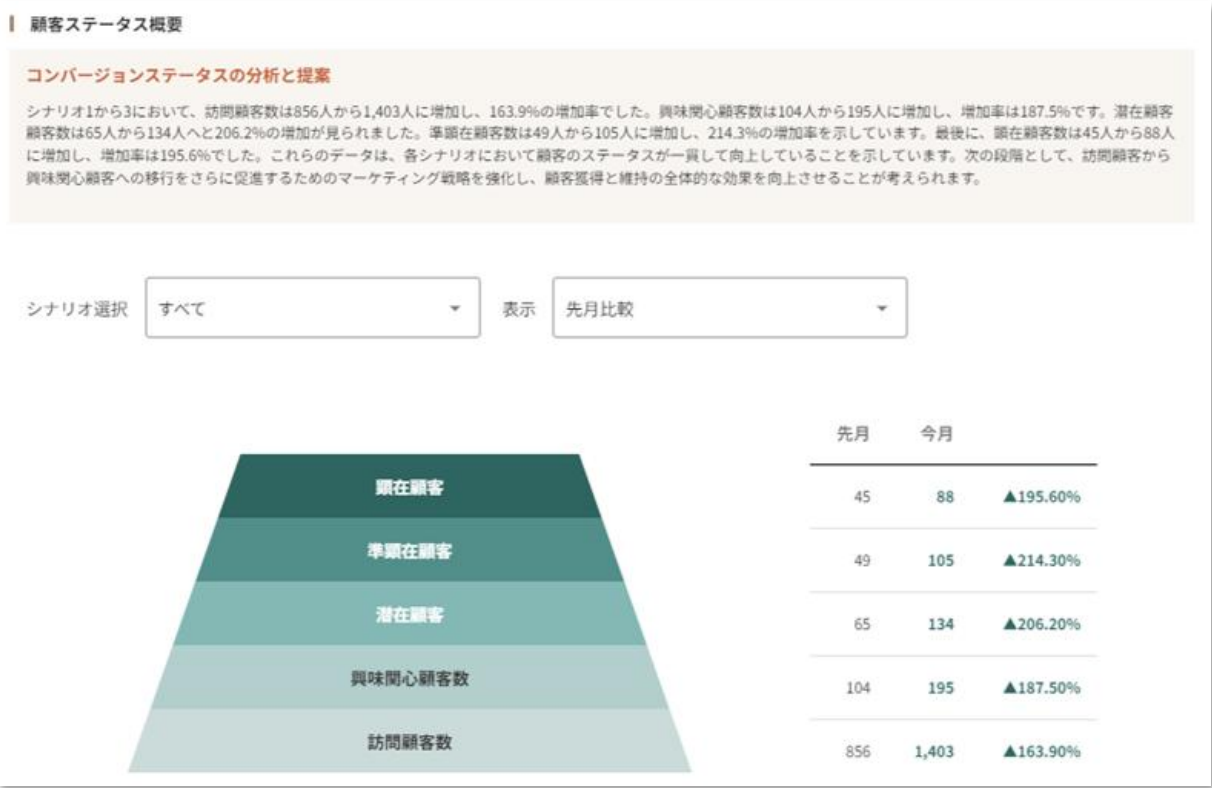 顧客ステータス概要
コンバージョンステータスの分析と提案
シナリオ1から3において、訪問顧客数は856人から1,403人に増加し、163.9%の増加率でした。興味関心顧客数は104人から195人に増加し、増加率は187.5%です。潜在顧客
顧客数は65人から134人へと206.2%の増加が見られました。準顕在顧客数は49人から105人に増加し、214.3%の増加率を示しています。最後に、顕在顧客数は45人から88人
に増加し、増加率は195.6%でした。これらのデータは、各シナリオにおいて顧客のステータスが一貫して向上していることを示しています。次の段階として、訪問顧客から
興味関心顧客への移行をさらに促進するためのマーケティング戦略を強化し、顧客獲得と維持の全体的な効果を向上させることが考えられます。
シナリオ選択 すべて 表示 先月比較
先月 今月
顕在顧客 45 88 ▲195.60%
準顕在顧客 49 105 ▲214.30%
潜在顧客 65 134 ▲206.20%
興味関心顧客数 104 195 ▲187.50%
訪問顧客数 856 1,403 ▲163.90%